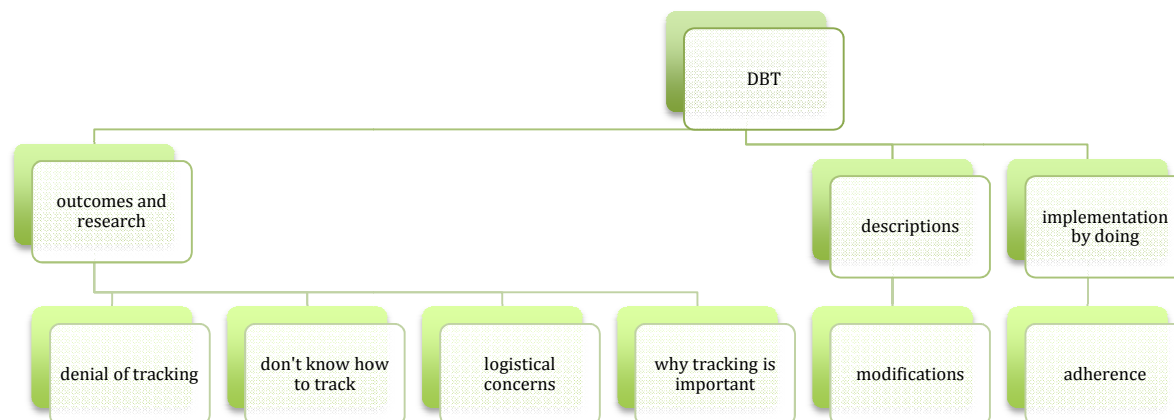 DBT
outcomes and
research
descriptions
implementation
by doing
denial of tracking
don't know how
to track
logistical
concerns
why tracking is
important
modifications
adherence